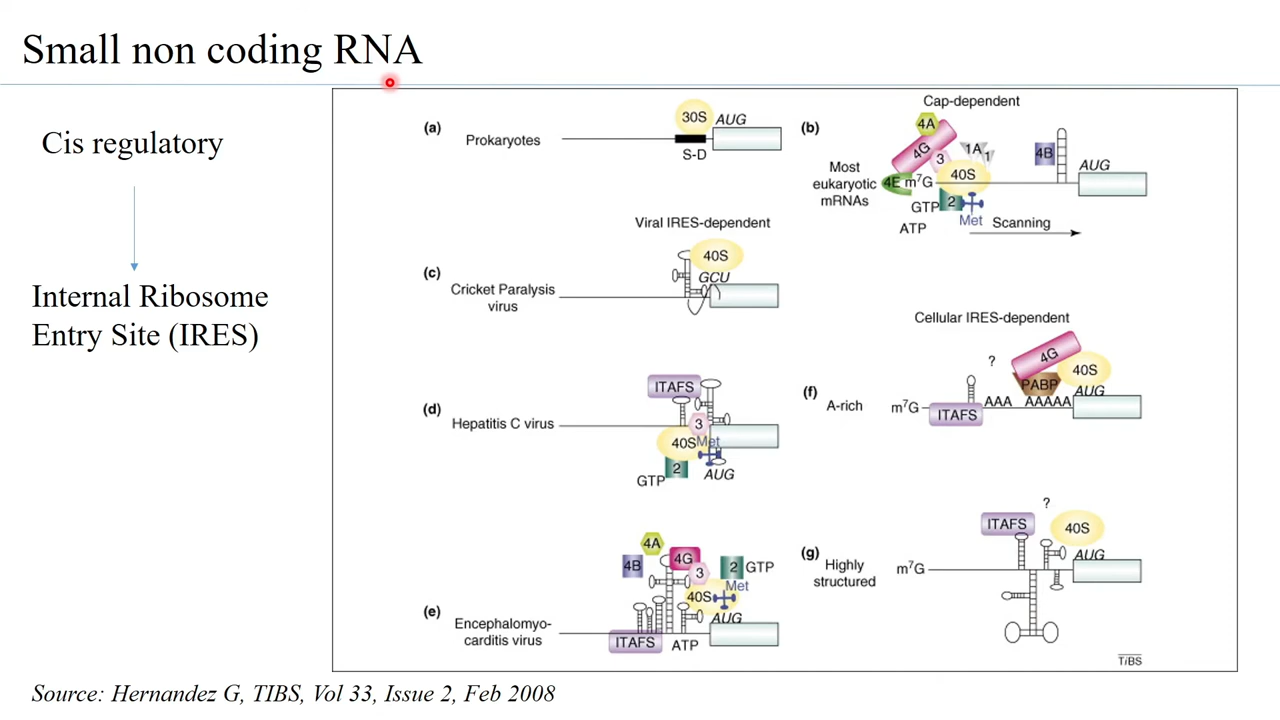 Small non coding RNA
Cis regulatory
Internal Ribosome
Entry Site (IRES)
(a)
Prokaryotes
30S
AUG
S-D
Cap-dependent
(b)
Most
eukaryotic
mRNAs
4A
4G
3
1A
1
4E
m⁷G
40S
4B
AUG
GTP
2
Met
ATP
Scanning
Viral IRES-dependent
(c)
Cricket Paralysis
virus
40S
GCU
(d)
Hepatitis C virus
ITAFS
3
40S
Met
2
GTP
AUG
(e)
Encephalomyo-
carditis virus
4A
4B
4G
3
2
GTP
Met
40S
AUG
ITAFS
ATP
Cellular IRES-dependent
(f)
A-rich
?
4G
PABP
40S
AUG
m⁷G
ITAFS
AAA
AAAAA
(g)
Highly
structured
?
ITAFS
40S
AUG
m⁷G
TiBS
Source: Hernandez G, TIBS, Vol 33, Issue 2, Feb 2008